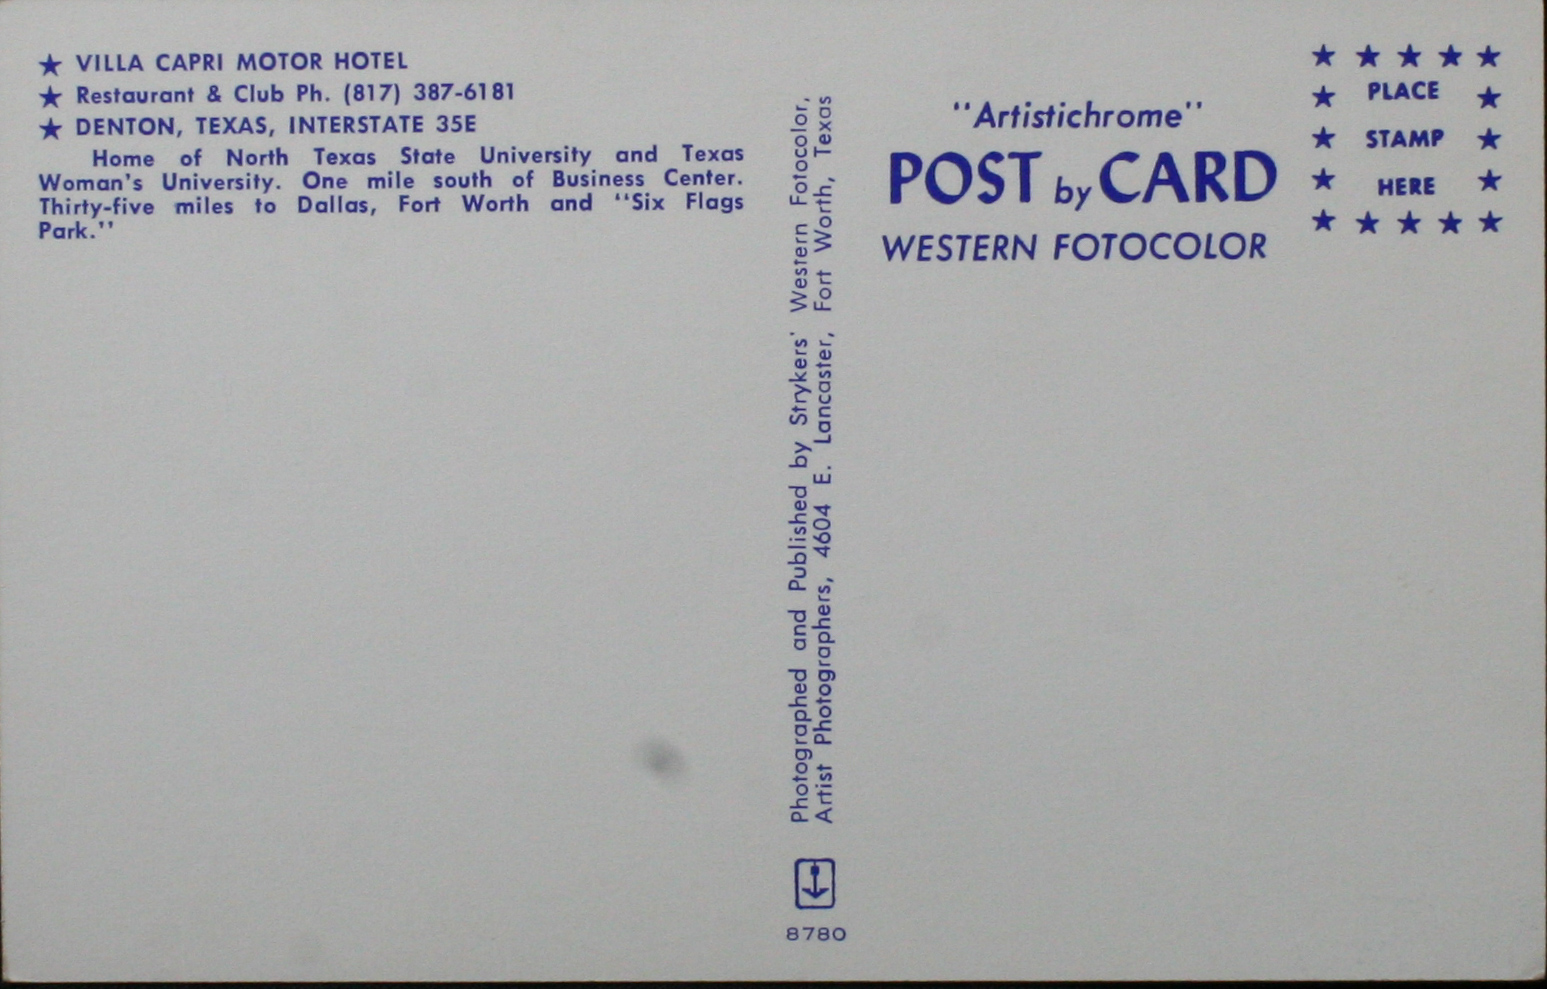 ★ VILLA CAPRI MOTOR HOTEL
★ Restaurant & Club Ph. (817) 387-6181
★ DENTON, TEXAS, INTERSTATE 35E
Home of North Texas State University and Texas
Woman's University. One mile south of Business Center.
Thirty-five miles to Dallas, Fort Worth and "Six Flags
Park."
Photographed and Published by Strykers' Western Fotocolor,
Artist Photographers, 4604 E. Lancaster, Fort Worth, Texas
8780
"Artistichrome"
POST by CARD
WESTERN FOTOCOLOR
PLACE
STAMP
HERE